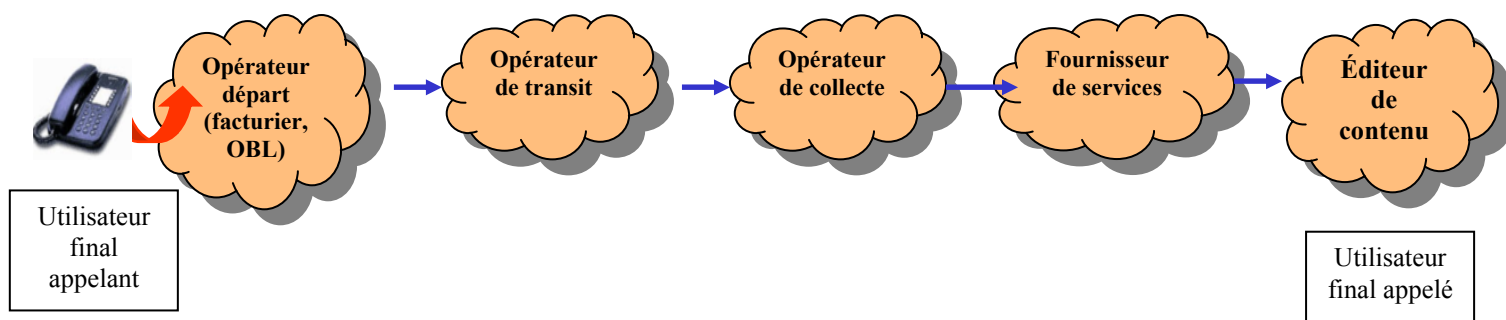 Opérateur
départ
(facturier,
OBL)
Opérateur
de transit
Opérateur
de collecte
Fournisseur
de services
Éditeur
de
contenu
Utilisateur
final
appelant
Utilisateur
final appelé